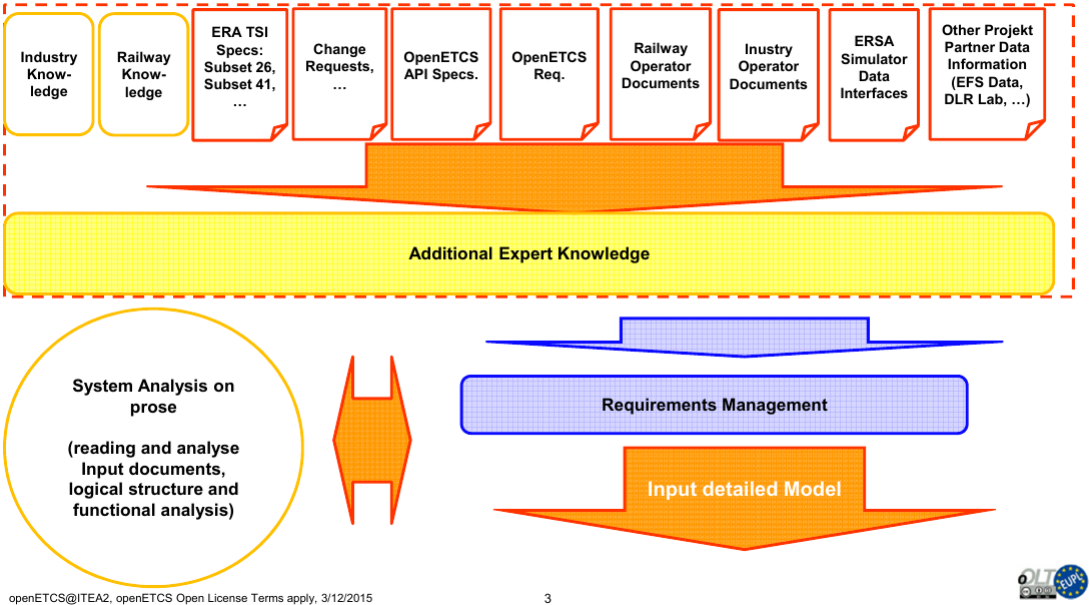 Industry
Know-
ledge
Railway
Know-
ledge
ERA TSI
Specs:
Subset 26,
Subset 41,
...
Change
Requests,
...
OpenETCS
API Specs.
OpenETCS
Req.
Railway
Operator
Documents
Inustry
Operator
Documents
ERSA
Simulator
Data
Interfaces
Other Projekt
Partner Data
Information
(EFS Data,
DLR Lab, ...)
Additional Expert Knowledge
System Analysis on
prose
(reading and analyse
Input documents,
logical structure and
functional analysis)
Requirements Management
Input detailed Model
openETCS@ITEA2, openETCS Open License Terms apply, 3/12/2015
3
oOLT
EUPL